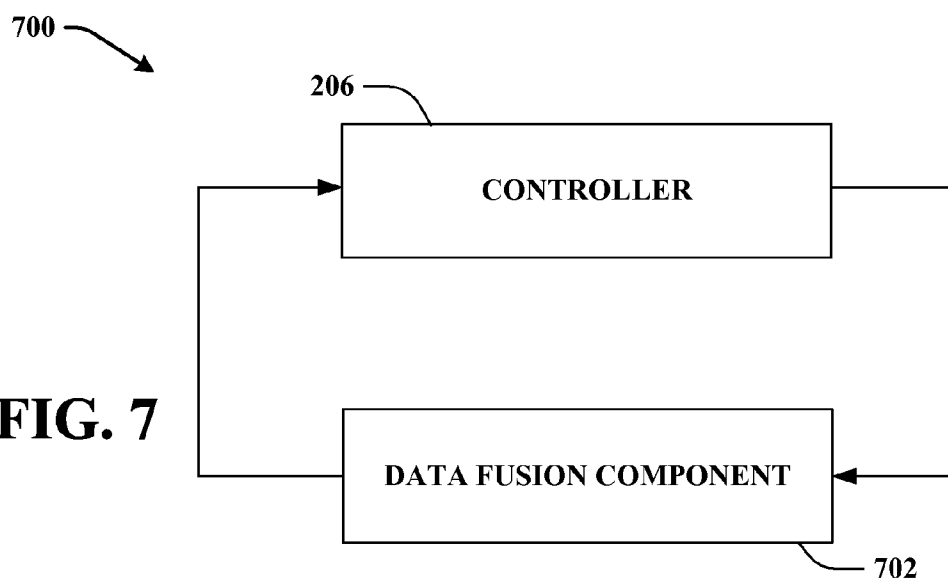 700
206
CONTROLLER
FIG. 7
DATA FUSION COMPONENT
702